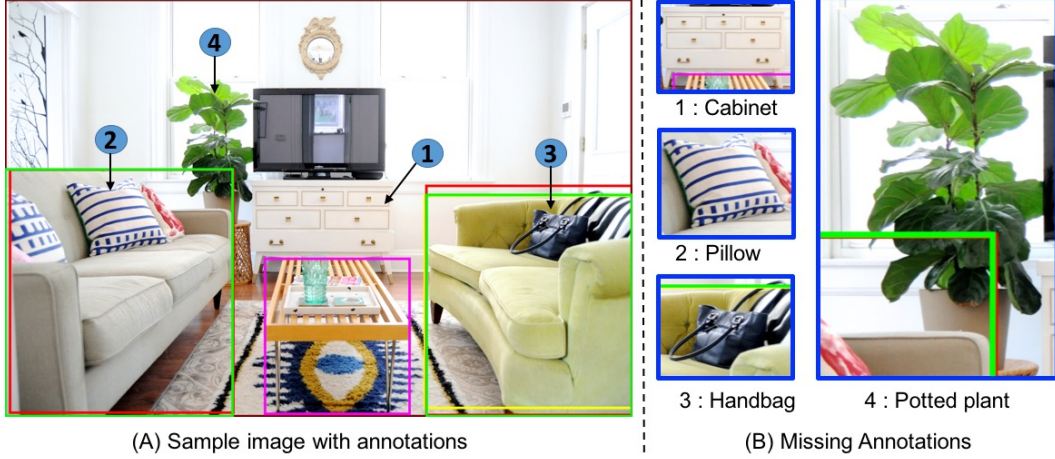 4
2
1
3
1 : Cabinet
2 : Pillow
3 : Handbag
4 : Potted plant
(A) Sample image with annotations
(B) Missing Annotations